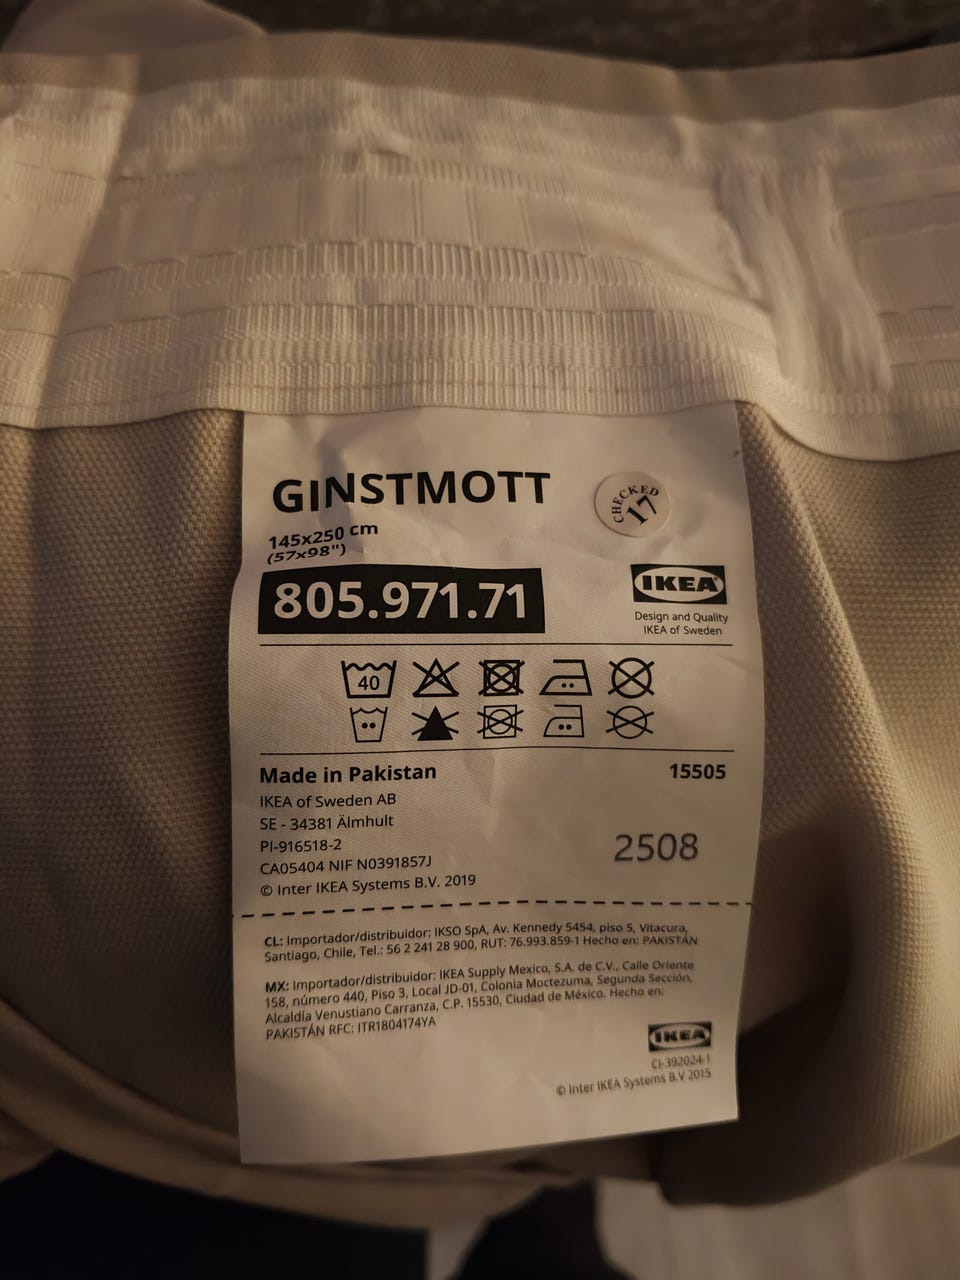 GINSTMOTT
CHECKED
17
145x250 cm
(57x98")
805.971.71
IKEA
Design and Quality
IKEA of Sweden
40
Made in Pakistan
15505
IKEA of Sweden AB
SE - 34381 Älmhult
PI-916518-2
2508
CA05404 NIF N0391857J
© Inter IKEA Systems B.V. 2019
CL: Importador/distribuidor: IKSO SpA, Av. Kennedy 5454, piso 5, Vitacura,
Santiago, Chile, Tel.: 56 2 241 28 900, RUT: 76.993.859-1 Hecho en: PAKISTÁN
MX: Importador/distribuidor: IKEA Supply Mexico, S.A. de C.V., Calle Oriente
158, número 440, Piso 3, Local JD-01, Colonia Moctezuma, Segunda Sección,
Alcaldía Venustiano Carranza, C.P. 15530, Ciudad de México. Hecho en:
PAKISTÁN RFC: ITR1804174YA
IKEA
CI-392024-1
© Inter IKEA Systems B.V 2015